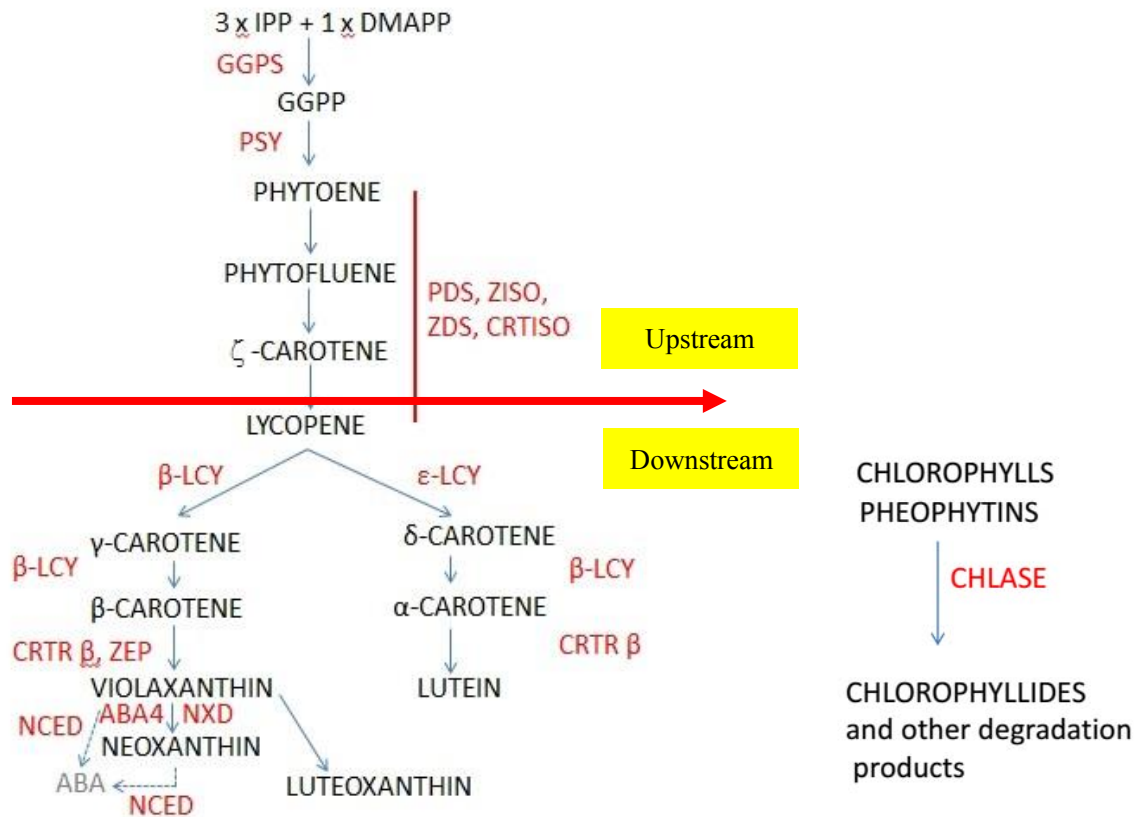 3 x IPP + 1 x DMAPP
GGPS
GGPP
PSY
PHYTOENE
PHYTOFLUENE
PDS, ZISO,
ZDS, CRTISO
ζ -CAROTENE
Upstream
LYCOPENE
Downstream
β-LCY
ε-LCY
γ-CAROTENE
δ-CAROTENE
β-LCY
β-LCY
β-CAROTENE
α-CAROTENE
CRTR β, ZEP
CRTR β
VIOLAXANTHIN
LUTEIN
NCED
ABA4
NXD
NEOXANTHIN
ABA
NCED
LUTEOXANTHIN
CHLOROPHYLLS
PHEOPHYTINS
CHLASE
CHLOROPHYLLIDES
and other degradation
products